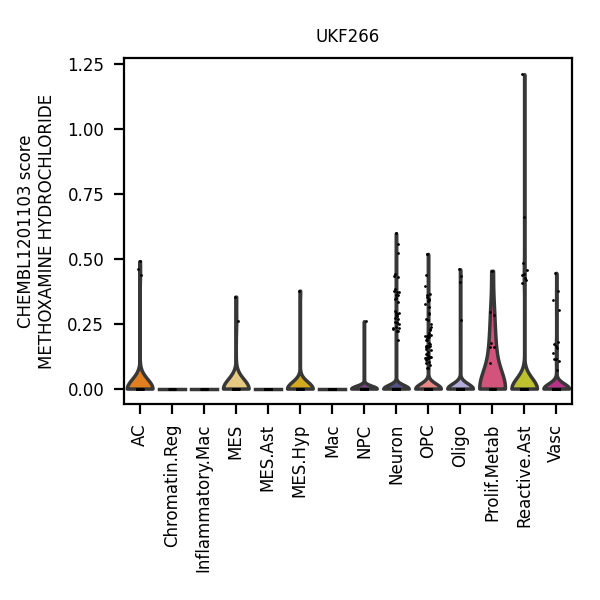 UKF266
CHEMBL1201103 score
METHOXAMINE HYDROCHLORIDE
1.25
1.00
0.75
0.50
0.25
0.00
AC
Chromatin.Reg
Inflammatory.Mac
MES
MES.Ast
MES.Hyp
Mac
NPC
Neuron
OPC
Oligo
Prolif.Metab
Reactive.Ast
Vasc